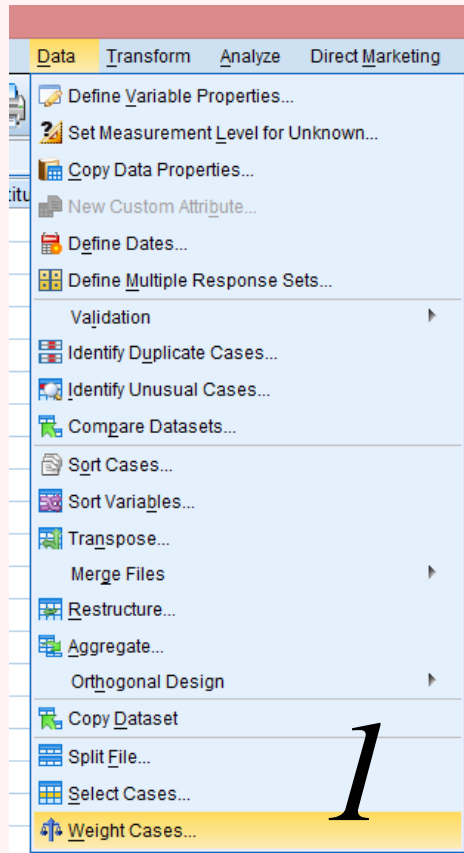 Data Transform Analyze Direct Marketing
Define Variable Properties...
Set Measurement Level for Unknown...
Copy Data Properties...
titu
New Custom Attribute...
Define Dates...
Define Multiple Response Sets...
Validation
Identify Duplicate Cases...
Identify Unusual Cases...
Compare Datasets...
Sort Cases...
Sort Variables...
Transpose...
Merge Files
Restructure...
Aggregate...
Orthogonal Design
Copy Dataset
Split File...
Select Cases...
Weight Cases...
1